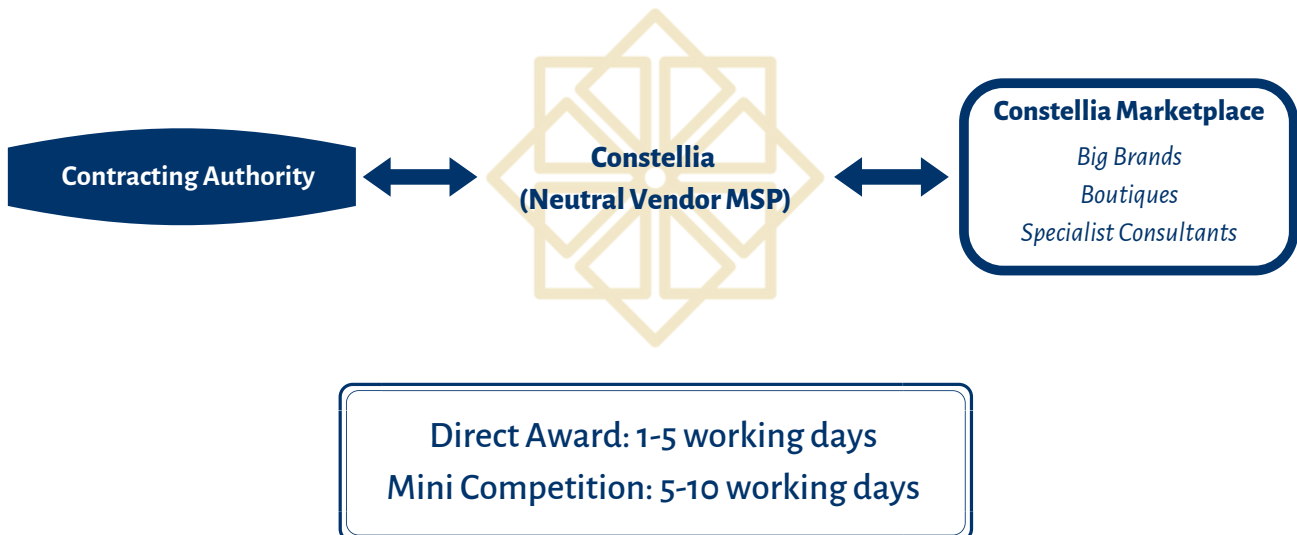 Contracting Authority
Constellia
(Neutral Vendor MSP)
Constellia Marketplace
Big Brands
Boutiques
Specialist Consultants
Direct Award: 1-5 working days
Mini Competition: 5-10 working days